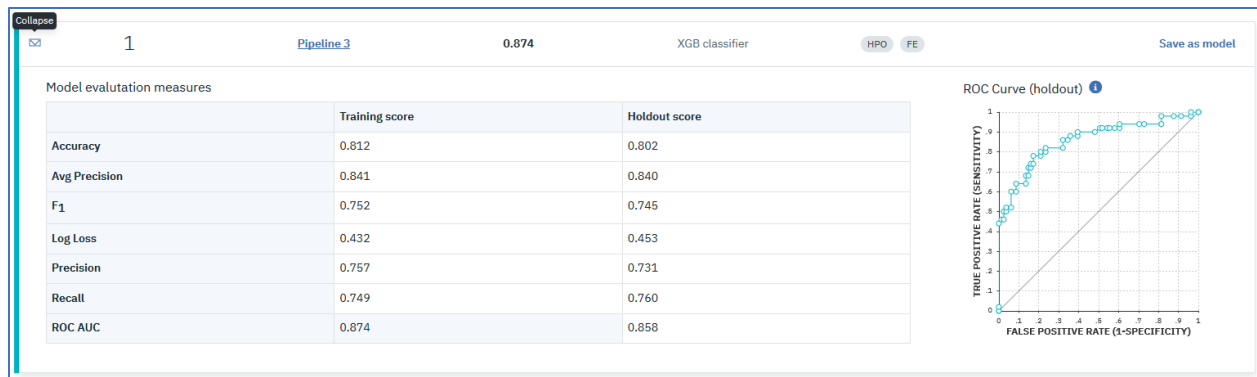 Collapse
1 Pipeline 3 0.874 XGB classifier HPO FE Save as model
Model evalutation measures
Training score Holdout score
Accuracy 0.812 0.802
Avg Precision 0.841 0.840
F1 0.752 0.745
Log Loss 0.432 0.453
Precision 0.757 0.731
Recall 0.749 0.760
ROC AUC 0.874 0.858
ROC Curve (holdout) i
TRUE POSITIVE RATE (SENSITIVITY)
1
.9
.8
.7
.6
.5
.4
.3
.2
.1
0
0 .1 .2 .3 .4 .5 .6 .7 .8 .9 1
FALSE POSITIVE RATE (1-SPECIFICITY)